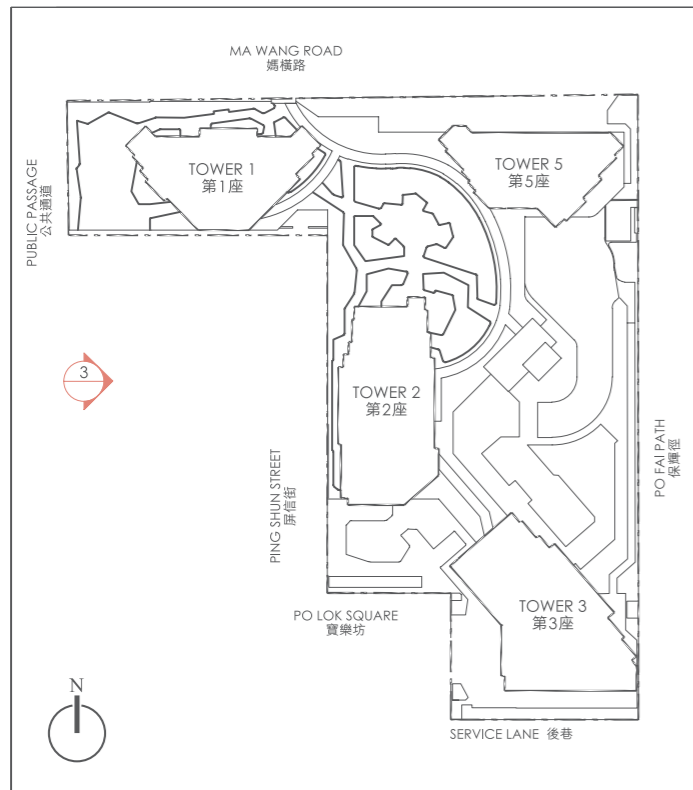 MA WANG ROAD
媽橫路
PUBLIC PASSAGE
公共通道
TOWER 1
第1座
TOWER 5
第5座
3
TOWER 2
第2座
PING SHUN STREET
屏信街
PO FAI PATH
保輝徑
PO LOK SQUARE
寶樂坊
TOWER 3
第3座
N
SERVICE LANE 後巷